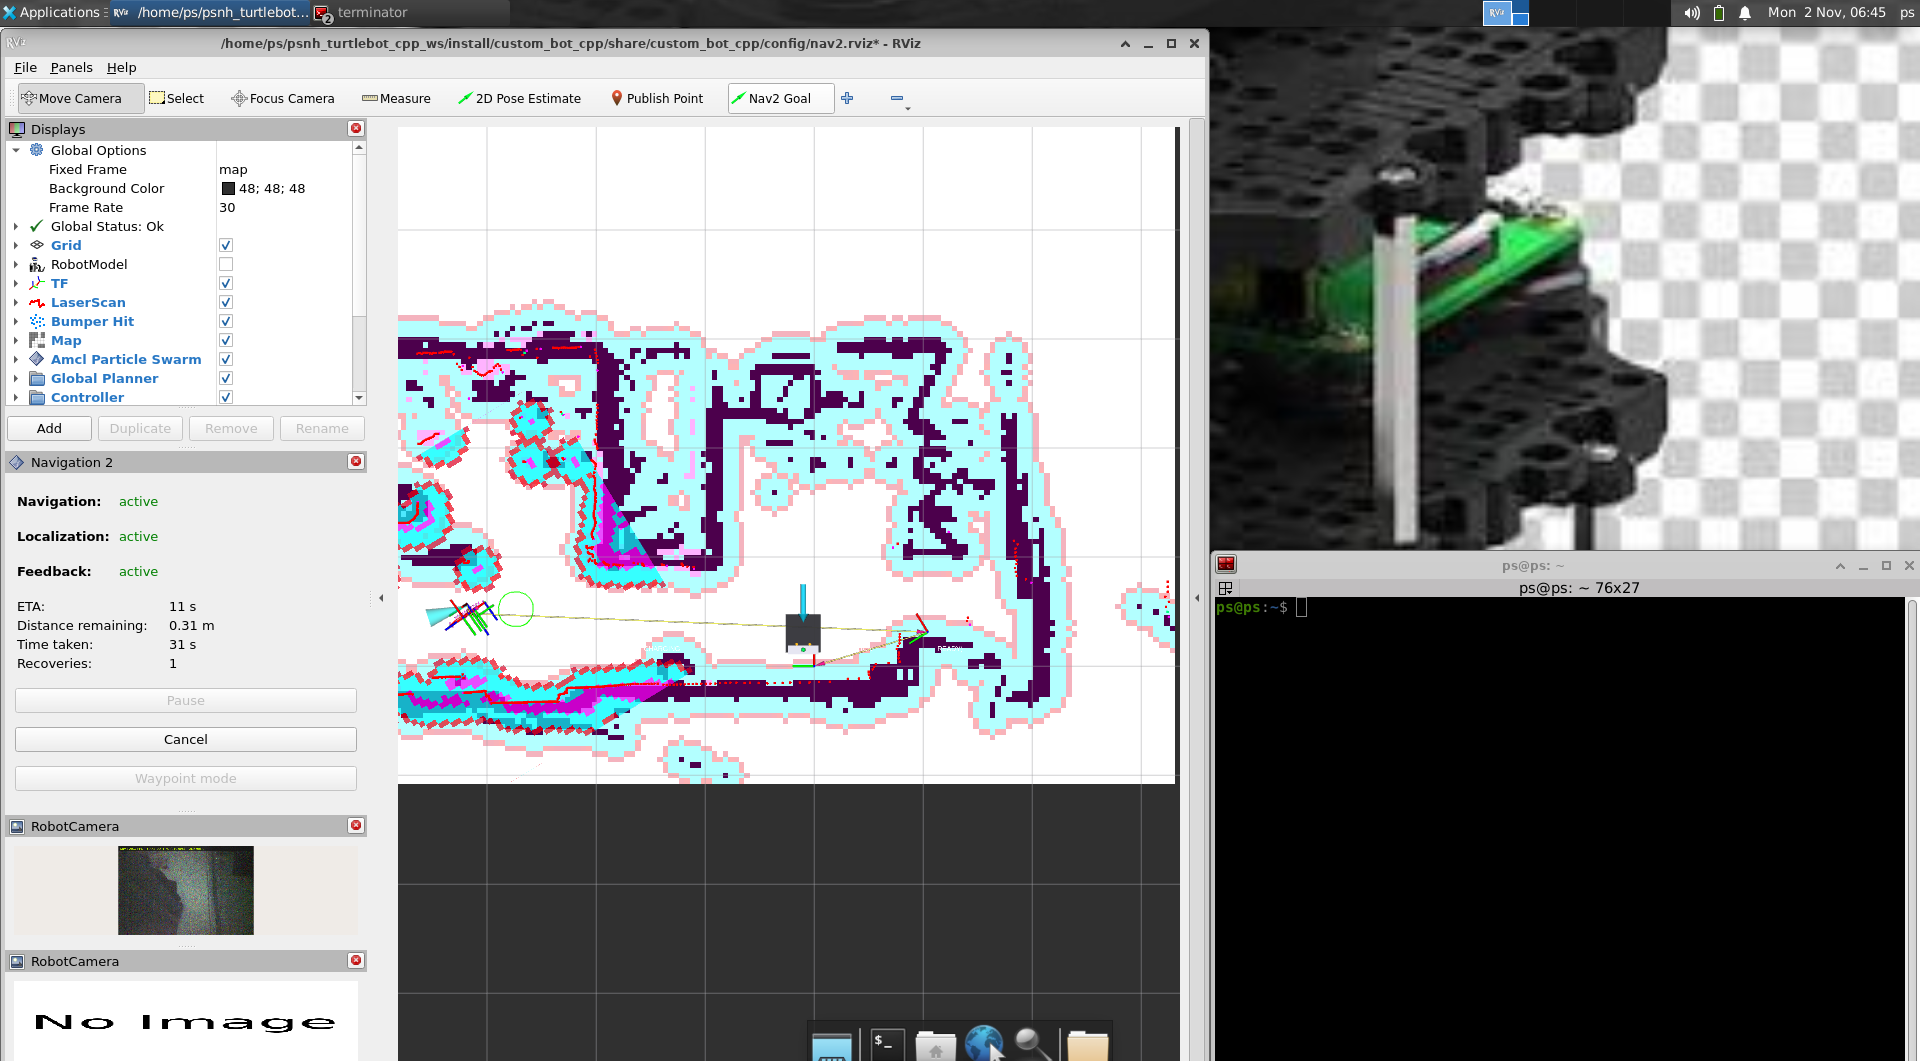 Applications
RViz /home/ps/psnh_turtlebot...
2 terminator
RViz
Mon 2 Nov, 06:45 ps
RViz /home/ps/psnh_turtlebot_cpp_ws/install/custom_bot_cpp/share/custom_bot_cpp/config/nav2.rviz* - RViz
File Panels Help
Move Camera Select Focus Camera Measure 2D Pose Estimate Publish Point Nav2 Goal
Displays
Global Options
Fixed Frame map
Background Color 48; 48; 48
Frame Rate 30
Global Status: Ok
Grid
RobotModel
TF
LaserScan
Bumper Hit
Map
Amcl Particle Swarm
Global Planner
Controller
Add Duplicate Remove Rename
Navigation 2
Navigation: active
Localization: active
Feedback: active
ETA: 11 s
Distance remaining: 0.31 m
Time taken: 31 s
Recoveries: 1
Pause
Cancel
Waypoint mode
RobotCamera
RobotCamera
No Image
ps@ps: ~
ps@ps: ~ 76x27
ps@ps:~$
$_